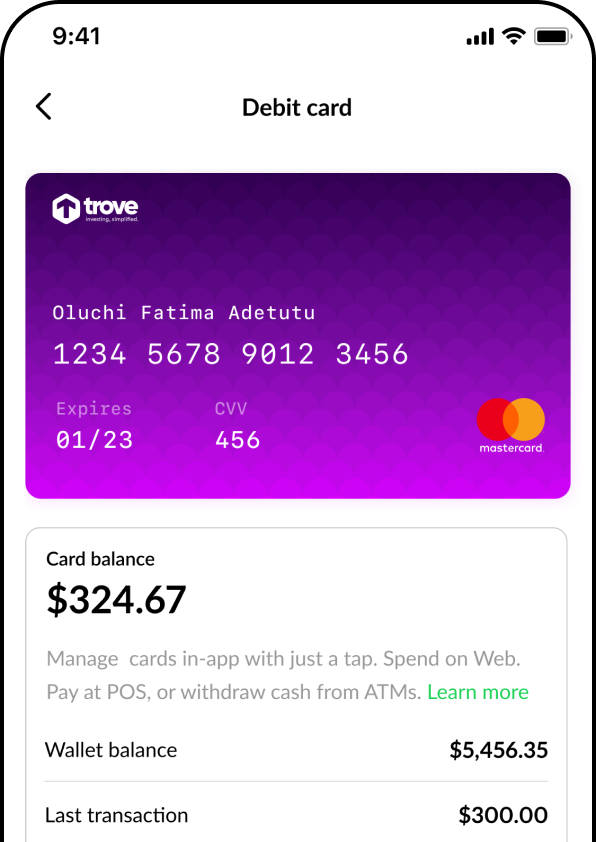 9:41
Debit card
trove
investing, simplified.
Oluchi Fatima Adetutu
1234 5678 9012 3456
Expires CVV
01/23 456
mastercard.
Card balance
$324.67
Manage cards in-app with just a tap. Spend on Web.
Pay at POS, or withdraw cash from ATMs. Learn more
Wallet balance $5,456.35
Last transaction $300.00